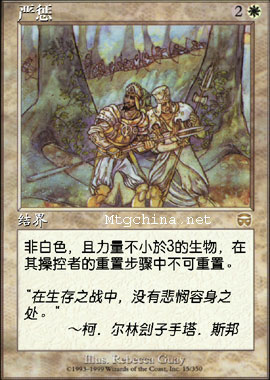 严惩 2
结界
Mtgchina.net
非白色，且力量不小於3的生物，在
其操控者的重置步骤中不可重置。
“在生存之战中，没有悲悯容身之
处。”
～柯．尔林刽子手塔．斯邦
Illus. Rebecca Guay
©1993-1999 Wizards of the Coast, Inc. 15/350